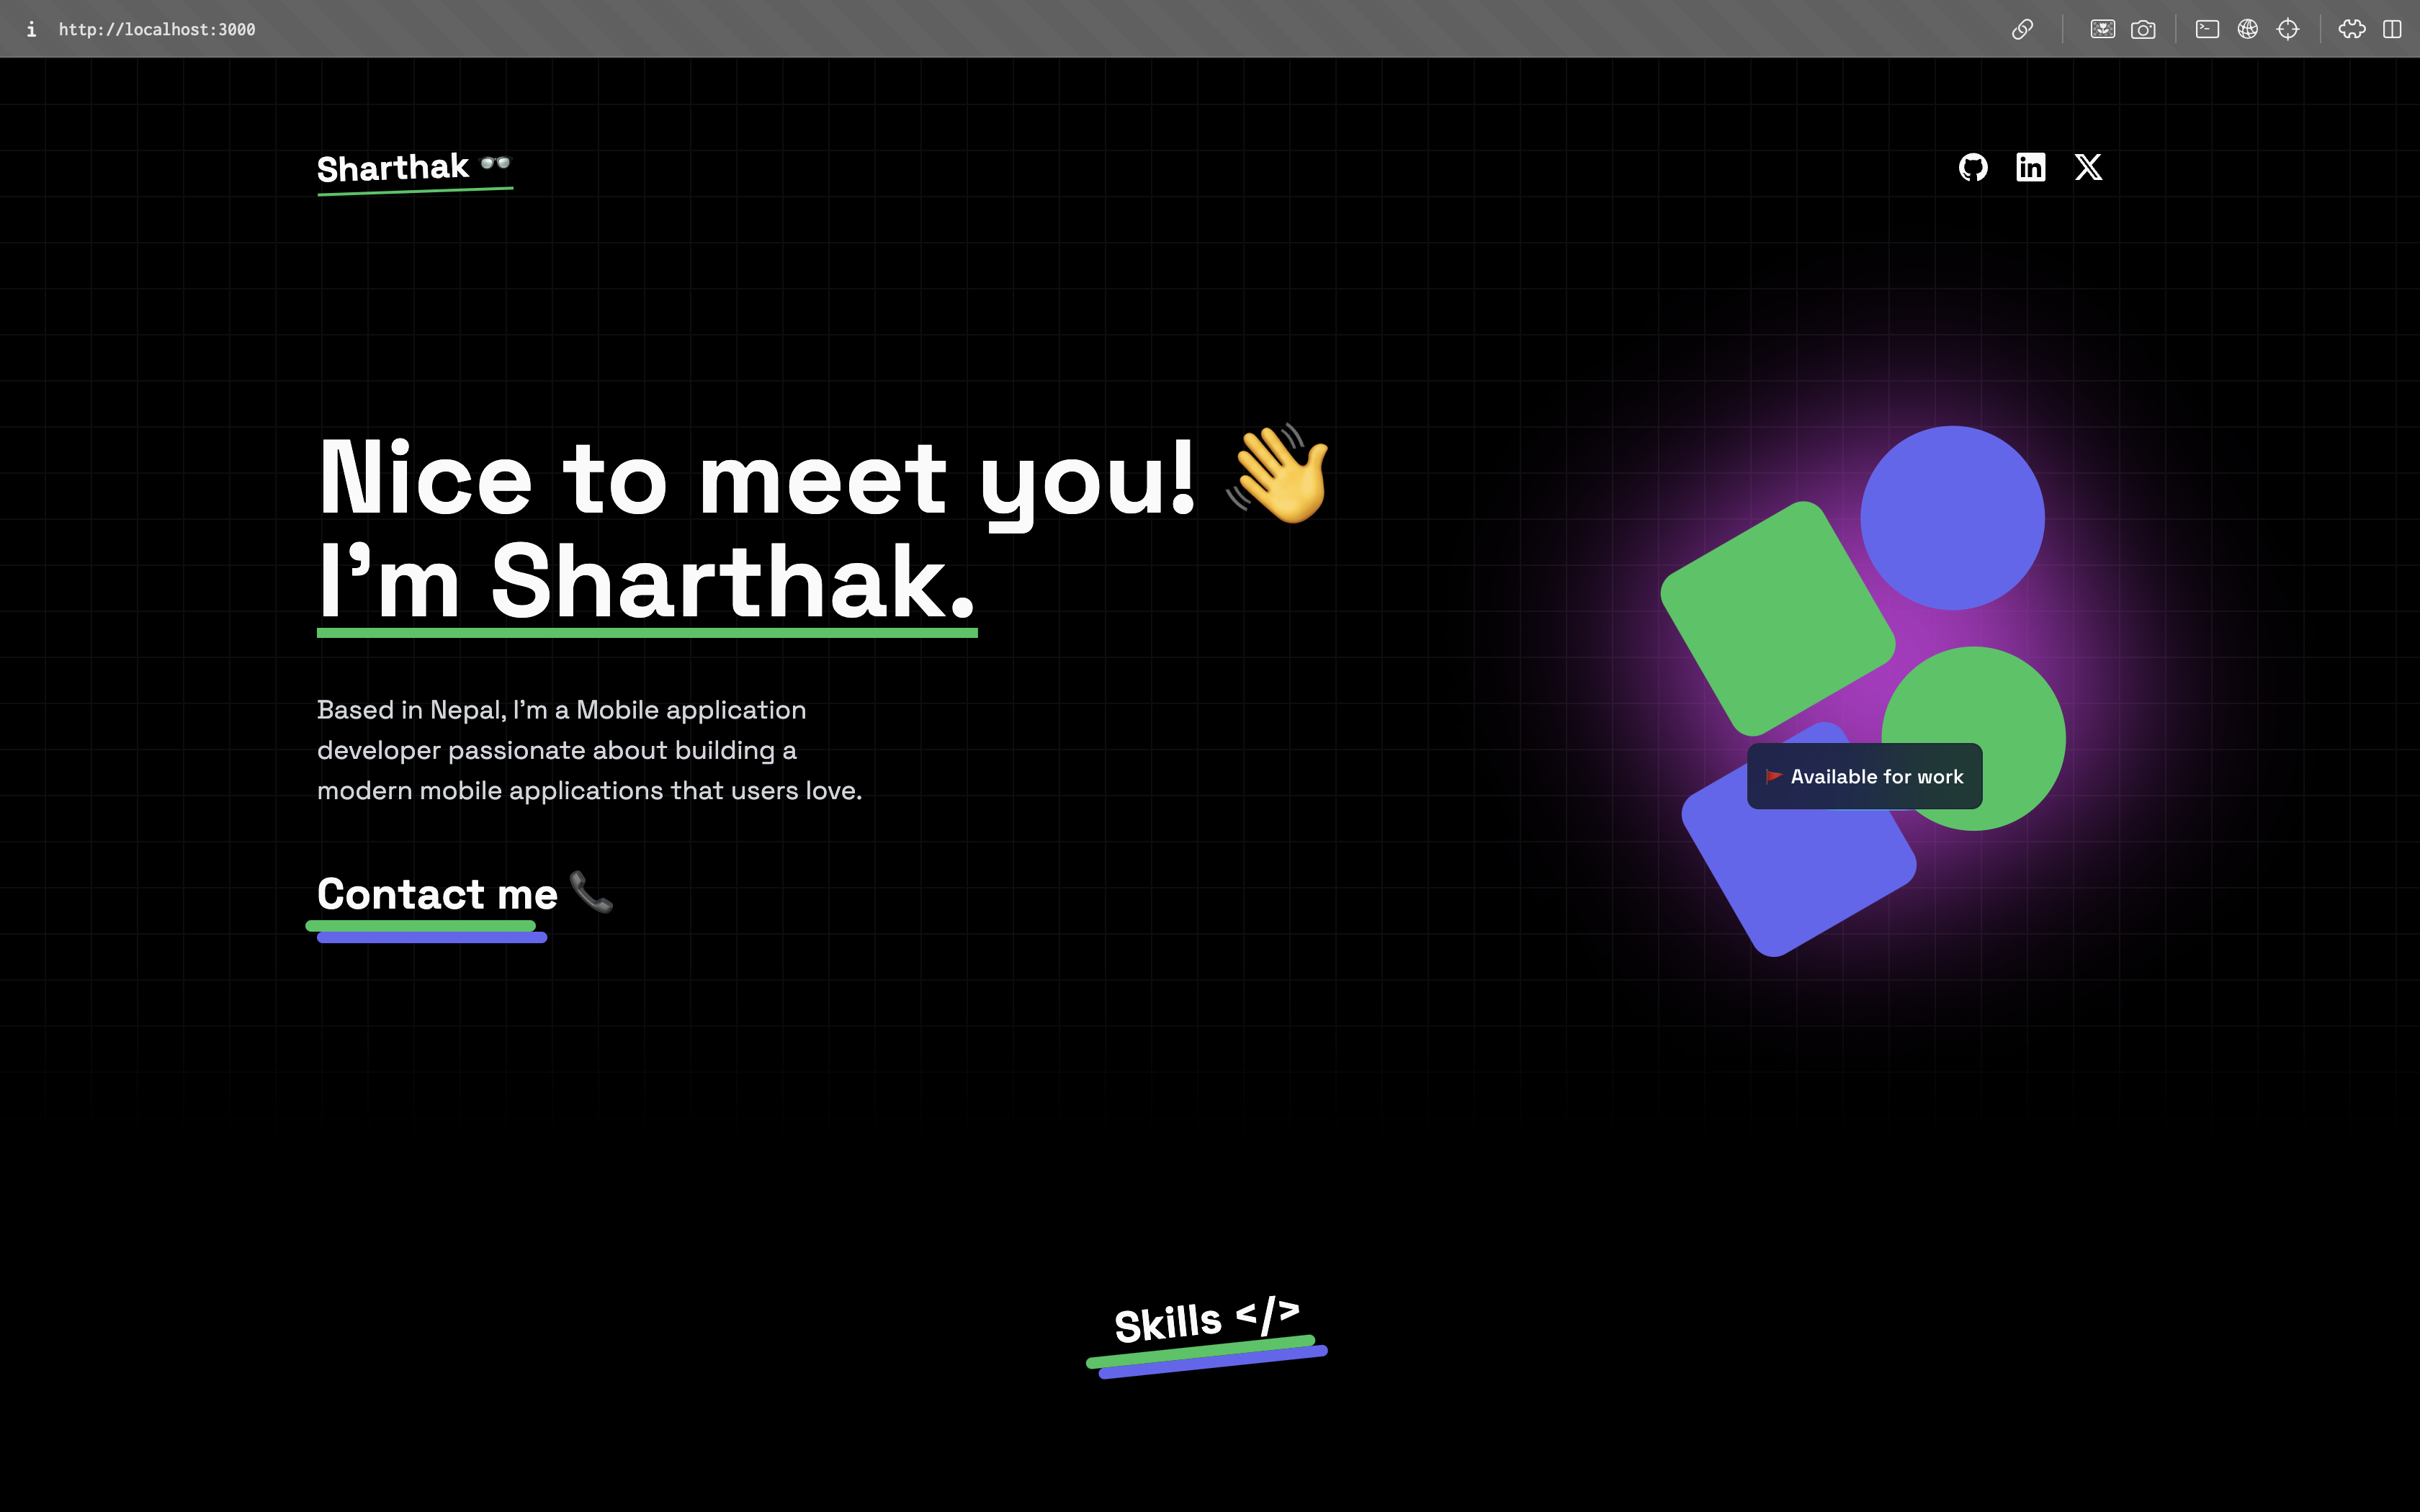 i http://localhost:3000
Sharthak 🕶️
Nice to meet you! 👋
I’m Sharthak.
Based in Nepal, I’m a Mobile application
developer passionate about building a
modern mobile applications that users love.
🚩 Available for work
Contact me 📞
Skills </>